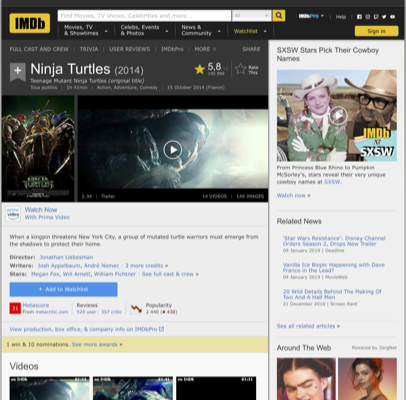 IMDb
Find Movies, TV shows, Celebrities and more...
All
IMDbPro
Help
Movies, TV & Showtimes
Celebs, Events & Photos
News & Community
Watchlist
Sign in
FULL CAST AND CREW | TRIVIA | USER REVIEWS | IMDbPro | MORE
SHARE
Ninja Turtles (2014)
Teenage Mutant Ninja Turtles (original title)
Tous publics | 1h 41min | Action, Adventure, Comedy | 15 October 2014 (France)
5,8
Rate This
2:34 | Trailer
14 VIDEOS | 149 IMAGES
Watch Now
With Prime Video
When a kingpin threatens New York City, a group of mutated turtle warriors must emerge from
the shadows to protect their home.
Director: Jonathan Liebesman
Writers: Josh Appelbaum, André Nemec | 3 more credits »
Stars: Megan Fox, Will Arnett, William Fichtner | See full cast & crew »
+ Add to Watchlist
31
Metascore
From metacritic.com
Reviews
524 user | 357 critic
Popularity
2 440
View production, box office, & company info on IMDbPro
1 win & 10 nominations. See more awards »
Videos
SXSW Stars Pick Their Cowboy
Names
IMDb
at
SXSW
From Princess Blue Rhino to Pumpkin
McSorley's, stars reveal their very unique
cowboy names at SXSW.
Watch now »
Related News
'Star Wars Resistance': Disney Channel
Orders Season 2, Drops New Trailer
09 January 2019 | Deadline
Vanilla Ice Biopic Happening with Dave
Franco in the Lead?
04 January 2019 | MovieWeb
20 Wild Details Behind The Making Of
Two And A Half Men
21 December 2018 | Screen Rant
See all related articles »
Around The Web
Powered by ZergNet